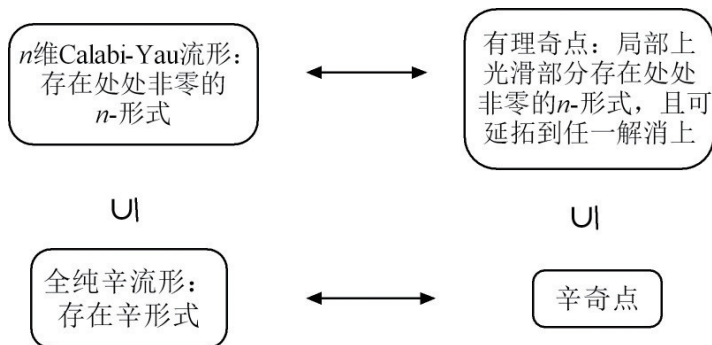 n维Calabi-Yau流形：
存在处处非零的
n-形式
有理奇点：局部上
光滑部分存在处处
非零的n-形式，且可
延拓到任一解消上
全纯辛流形：
存在辛形式
辛奇点